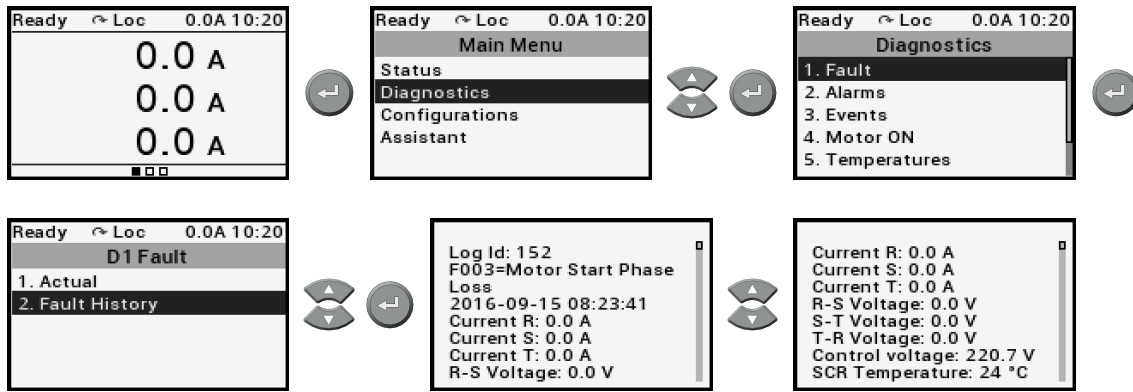 Ready Loc 0.0A 10:20
0.0 A
0.0 A
0.0 A
Ready Loc 0.0A 10:20
Main Menu
Status
Diagnostics
Configurations
Assistant
Ready Loc 0.0A 10:20
Diagnostics
1. Fault
2. Alarms
3. Events
4. Motor ON
5. Temperatures
Ready Loc 0.0A 10:20
D1 Fault
1. Actual
2. Fault History
Log Id: 152
F003=Motor Start Phase
Loss
2016-09-15 08:23:41
Current R: 0.0 A
Current S: 0.0 A
Current T: 0.0 A
R-S Voltage: 0.0 V
Current R: 0.0 A
Current S: 0.0 A
Current T: 0.0 A
R-S Voltage: 0.0 V
S-T Voltage: 0.0 V
T-R Voltage: 0.0 V
Control voltage: 220.7 V
SCR Temperature: 24 °C